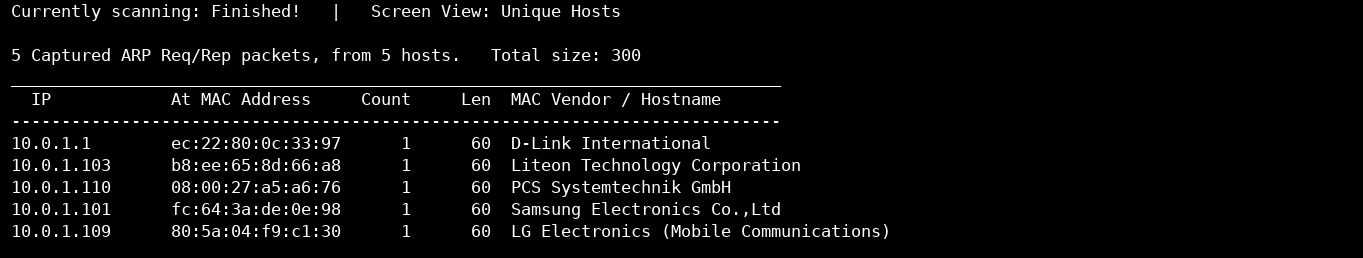 Currently scanning: Finished!   |   Screen View: Unique Hosts
5 Captured ARP Req/Rep packets, from 5 hosts.   Total size: 300
_____________________________________________________________________________
  IP            At MAC Address     Count     Len  MAC Vendor / Hostname
-----------------------------------------------------------------------------
10.0.1.1        ec:22:80:0c:33:97      1      60  D-Link International
10.0.1.103      b8:ee:65:8d:66:a8      1      60  Liteon Technology Corporation
10.0.1.110      08:00:27:a5:a6:76      1      60  PCS Systemtechnik GmbH
10.0.1.101      fc:64:3a:de:0e:98      1      60  Samsung Electronics Co.,Ltd
10.0.1.109      80:5a:04:f9:c1:30      1      60  LG Electronics (Mobile Communications)